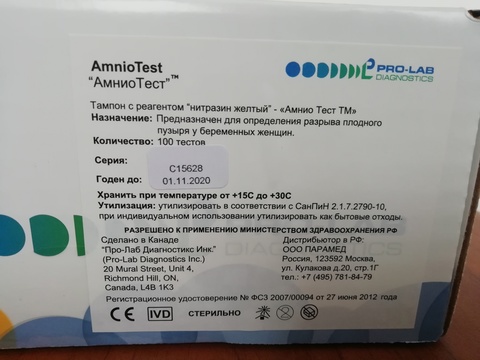 AmnioTest
"АмниоТест"™
PRO-LAB
DIAGNOSTICS
Тампон с реагентом "нитразин желтый" - «Амнио Тест ТМ»
Назначение: Предназначен для определения разрыва плодного
пузыря у беременных женщин.
Количество: 100 тестов
Серия: C15628
Годен до: 01.11.2020
Хранить при температуре от +15С до +30С
Утилизация: утилизировать в соответствии с СанПиН 2.1.7.2790-10,
при индивидуальном использовании утилизировать как бытовые отходы.
РАЗРЕШЕНО К ПРИМЕНЕНИЮ МИНИСТЕРСТВОМ ЗДРАВООХРАНЕНИЯ РФ
Сделано в Канаде
"Про-Лаб Диагностикс Инк."
(Pro-Lab Diagnostics Inc.)
20 Mural Street, Unit 4,
Richmond Hill, ON,
Canada, L4B 1K3
Дистрибьютор в РФ:
ООО ПАРАМЕД
Россия, 123592 Москва,
ул. Кулакова д.20, стр.1Г
тел.: +7 (495) 781-84-79
DIAGNOSTICS
Регистрационное удостоверение № ФСЗ 2007/00094 от 27 июня 2012 года
CE IVD СТЕРИЛЬНО